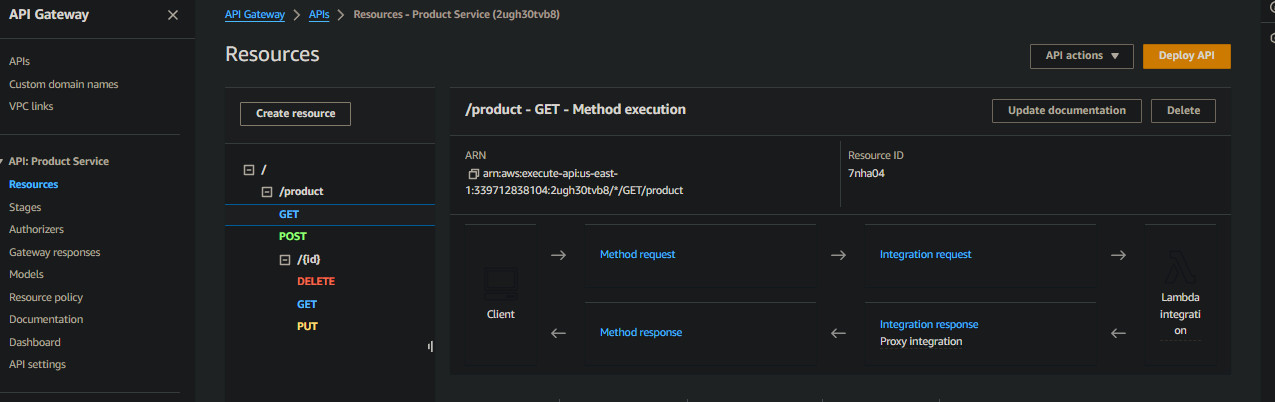 API Gateway
APIs
Custom domain names
VPC links
API: Product Service
Resources
Stages
Authorizers
Gateway responses
Models
Resource policy
Documentation
Dashboard
API settings
API Gateway > APIs > Resources - Product Service (2ugh30tvb8)
Resources
API actions
Deploy API
Create resource
/
/product
GET
POST
/{id}
DELETE
GET
PUT
/product - GET - Method execution
Update documentation
Delete
ARN
arn:aws:execute-api:us-east-
1:339712838104:2ugh30tvb8/*/GET/product
Resource ID
7nha04
Client
Method request
Integration request
Method response
Integration response
Proxy integration
Lambda
integrati
on